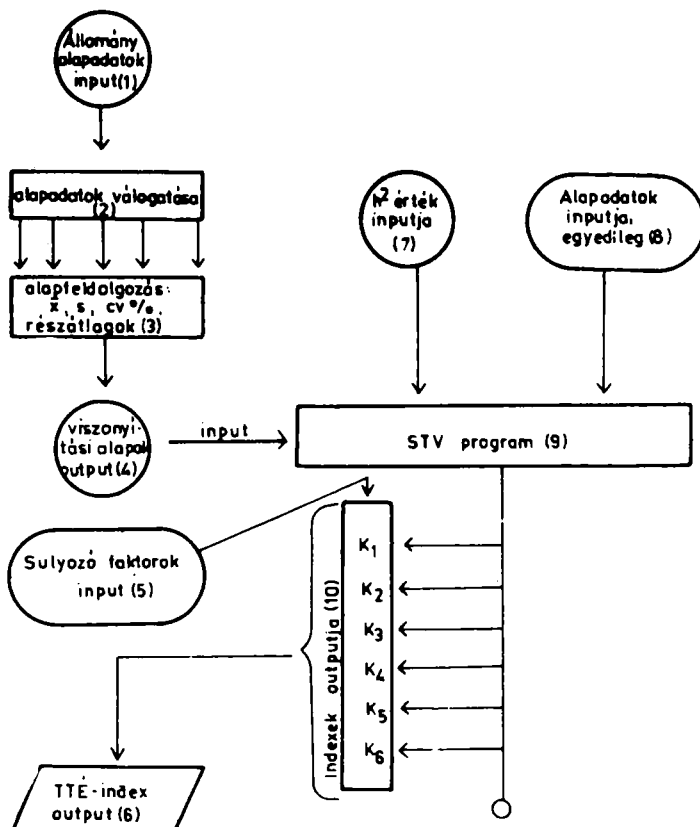 Állomány
alapadatok
input(1)
alapadatok válogatása
(2)
alapfeldolgozás:
x̄, s, cv%,
részátlagok (3)
viszonyí-
tási alapok
output(4)
input
h² érték
inputja
(7)
Alapadatok
inputja,
egyedileg (8)
STV program (9)
Sulyozó faktorok
input (5)
Indexek outputja (10)
K₁
K₂
K₃
K₄
K₅
K₆
TTÉ-index
output (6)